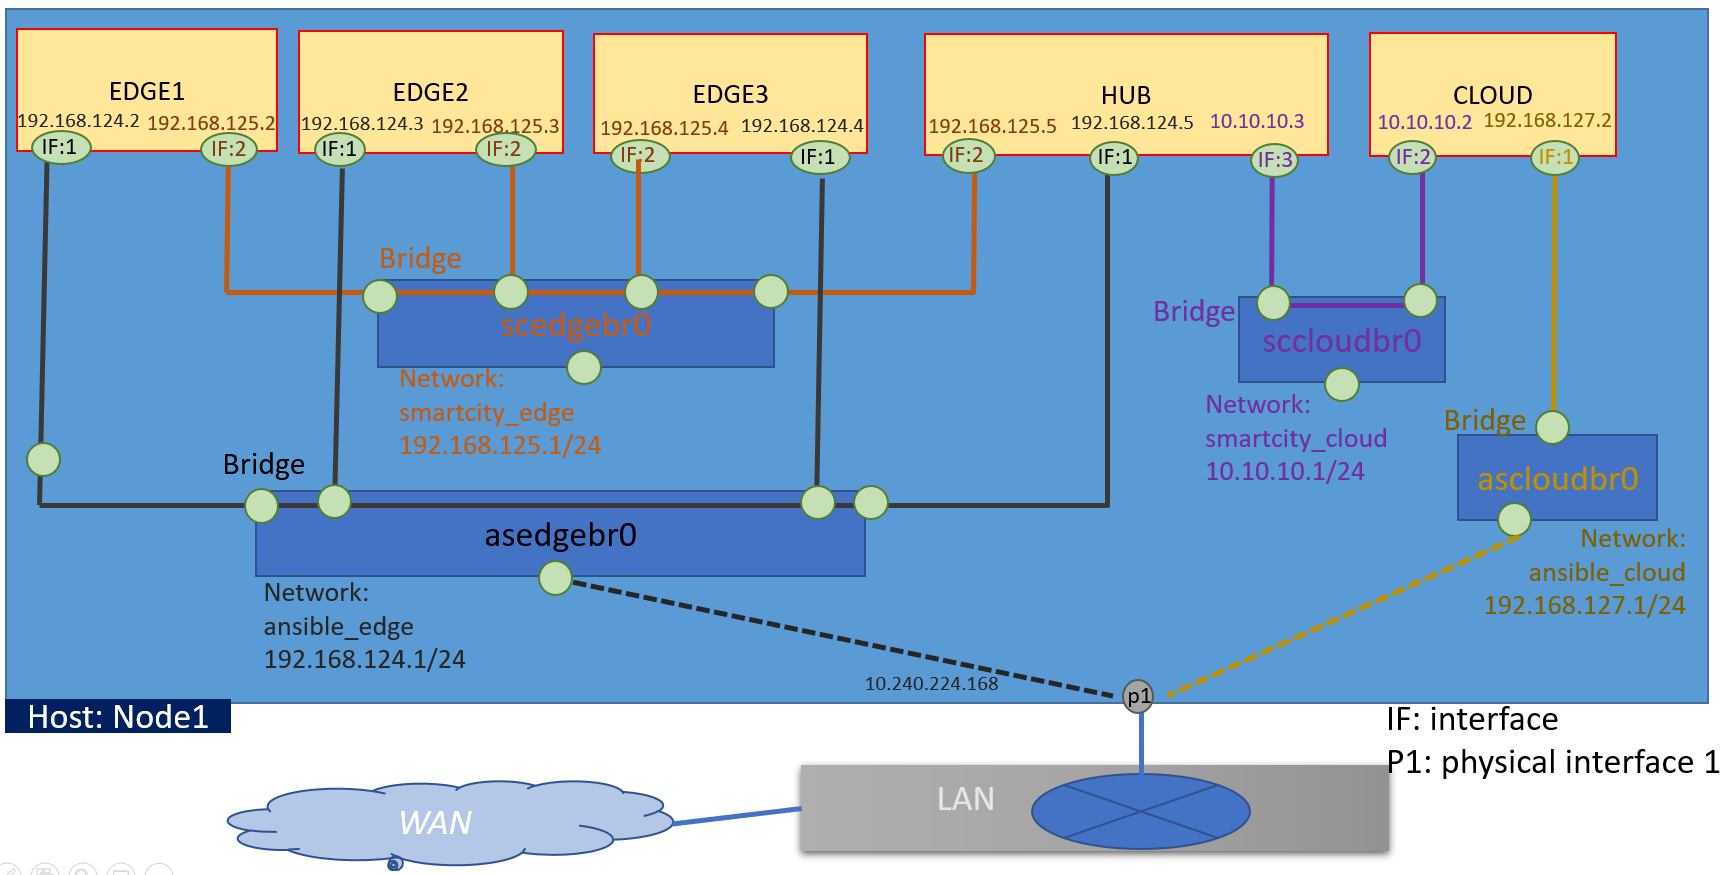 EDGE1
192.168.124.2 192.168.125.2
IF:1 IF:2
EDGE2
192.168.124.3 192.168.125.3
IF:1 IF:2
EDGE3
192.168.125.4 192.168.124.4
IF:2 IF:1
HUB
192.168.125.5 192.168.124.5 10.10.10.3
IF:2 IF:1 IF:3
CLOUD
10.10.10.2 192.168.127.2
IF:2 IF:1
Bridge
scedgebr0
Network:
smartcity_edge
192.168.125.1/24
Bridge
sccloudbr0
Network:
smartcity_cloud
10.10.10.1/24
Bridge
ascloudbr0
Network:
ansible_cloud
192.168.127.1/24
Bridge
asedgebr0
Network:
ansible_edge
192.168.124.1/24
10.240.224.168
p1
Host: Node1
IF: interface
P1: physical interface 1
LAN
WAN